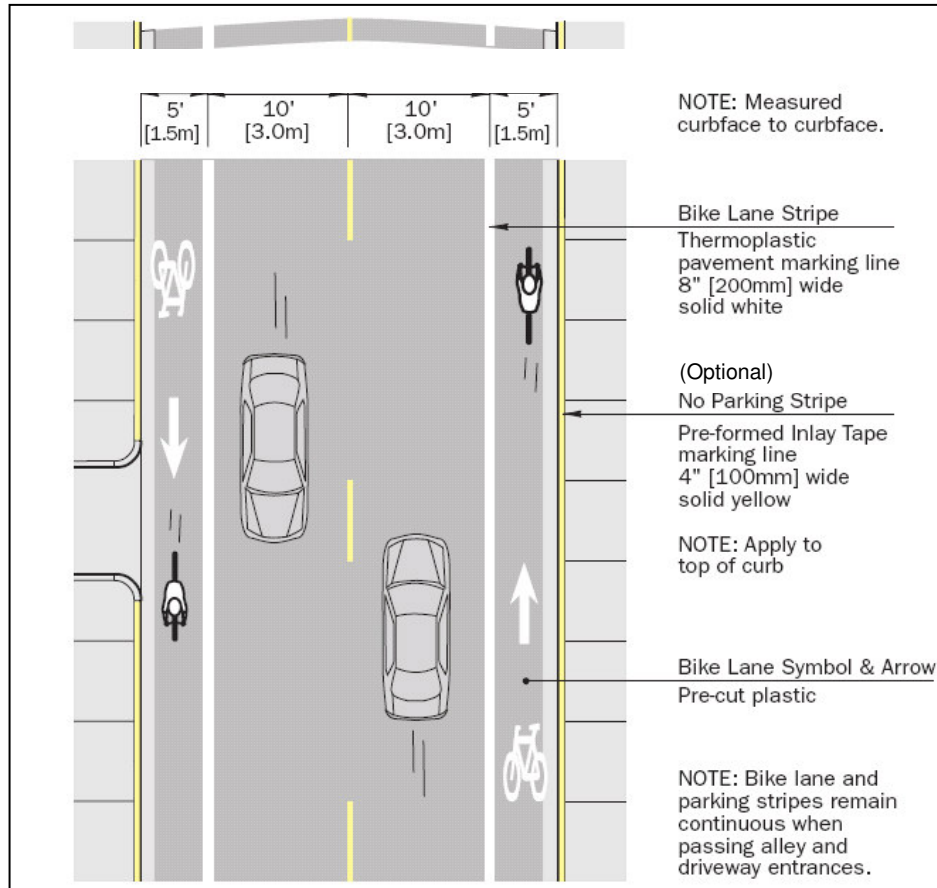 5'
[1.5m]
10'
[3.0m]
10'
[3.0m]
5'
[1.5m]
NOTE: Measured
curbface to curbface.
Bike Lane Stripe
Thermoplastic
pavement marking line
8" [200mm] wide
solid white
(Optional)
No Parking Stripe
Pre-formed Inlay Tape
marking line
4" [100mm] wide
solid yellow
NOTE: Apply to
top of curb
Bike Lane Symbol & Arrow
Pre-cut plastic
NOTE: Bike lane and
parking stripes remain
continuous when
passing alley and
driveway entrances.